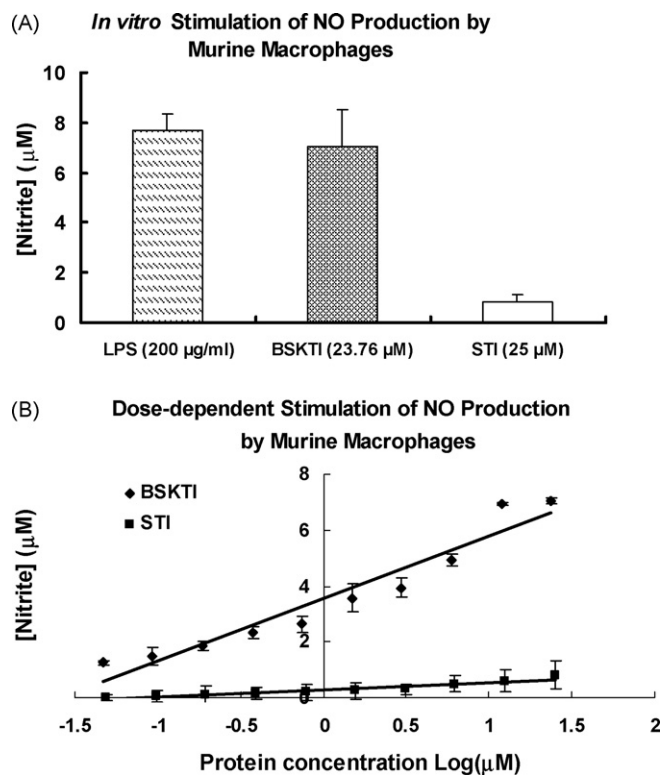 (A)
In vitro Stimulation of NO Production by
Murine Macrophages
[Nitrite] (μM)
10
8
6
4
2
0
LPS (200 μg/ml) BSKTI (23.76 μM) STI (25 μM)
(B)
Dose-dependent Stimulation of NO Production
by Murine Macrophages
[Nitrite] (μM)
BSKTI
STI
8
6
4
2
0
-1.5 -1 -0.5 0 0.5 1 1.5 2
Protein concentration Log(μM)